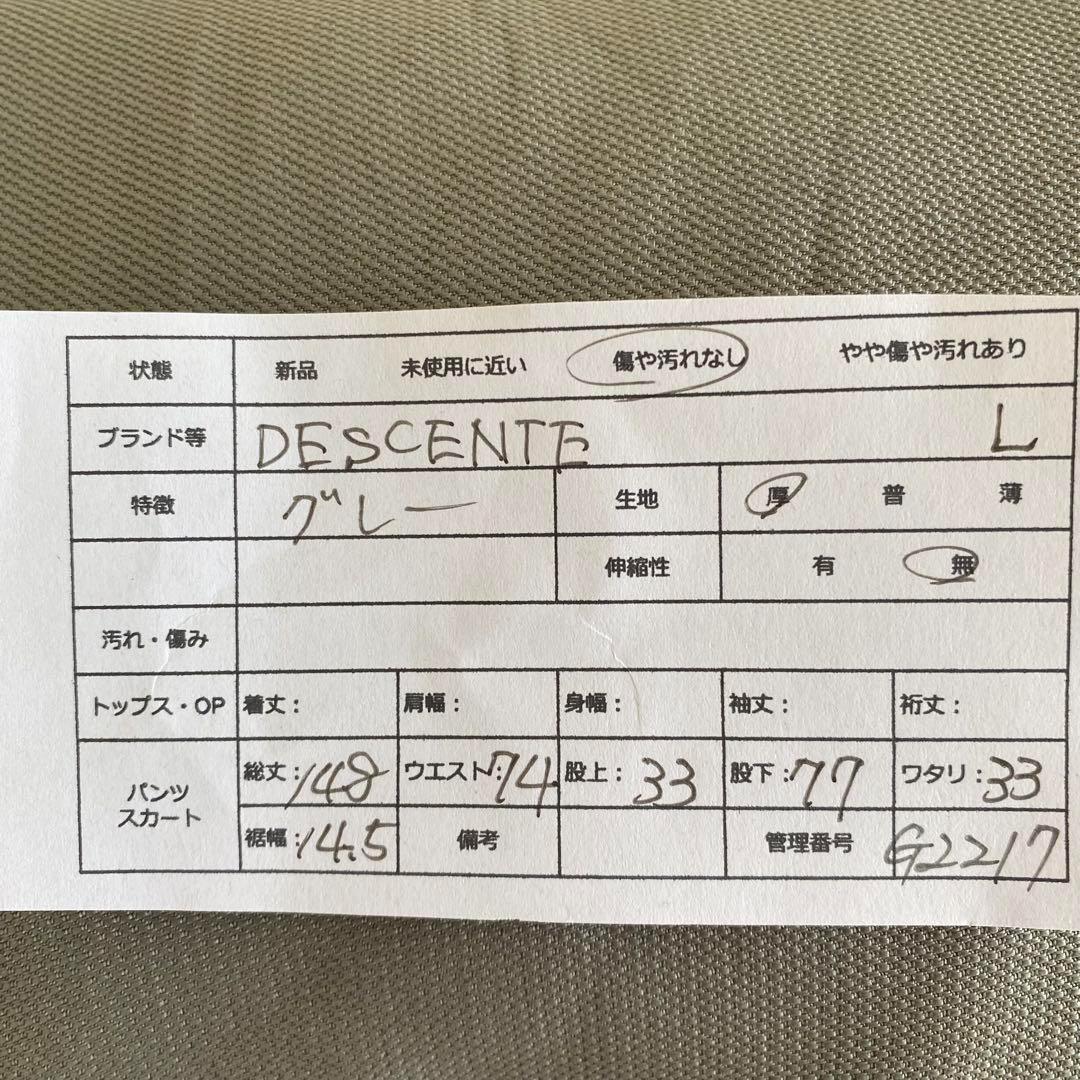 状態 新品 未使用に近い 傷や汚れなし やや傷や汚れあり
ブランド等 DESCENTE L
特徴 グレー 生地 厚 普 薄
伸縮性 有 無
汚れ・傷み
トップス・OP 着丈： 肩幅： 身幅： 袖丈： 裄丈：
パンツ スカート 総丈：148 ウエスト：74 股上：33 股下：77 ワタリ：33
裾幅：14.5 備考 管理番号 G2217